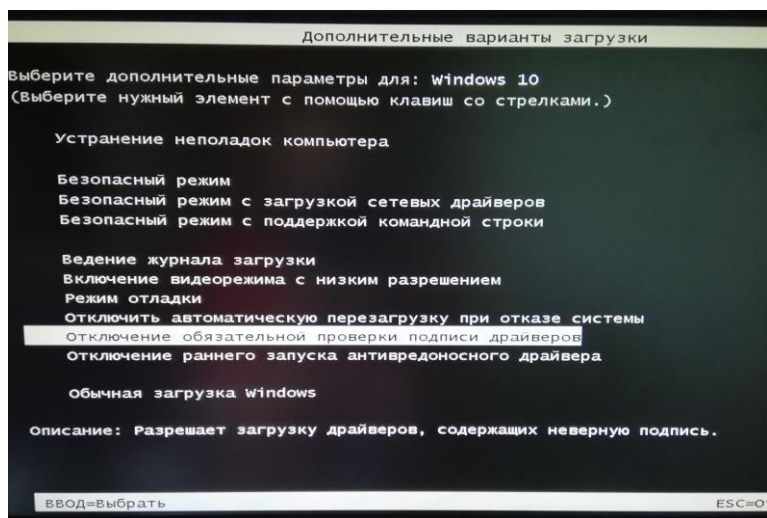 Дополнительные варианты загрузки
Выберите дополнительные параметры для: Windows 10
(Выберите нужный элемент с помощью клавиш со стрелками.)
Устранение неполадок компьютера
Безопасный режим
Безопасный режим с загрузкой сетевых драйверов
Безопасный режим с поддержкой командной строки
Ведение журнала загрузки
Включение видеорежима с низким разрешением
Режим отладки
Отключить автоматическую перезагрузку при отказе системы
Отключение обязательной проверки подписи драйверов
Отключение раннего запуска антивредоносного драйвера
Обычная загрузка Windows
Описание: Разрешает загрузку драйверов, содержащих неверную подпись.
ВВОД=Выбрать ESC=